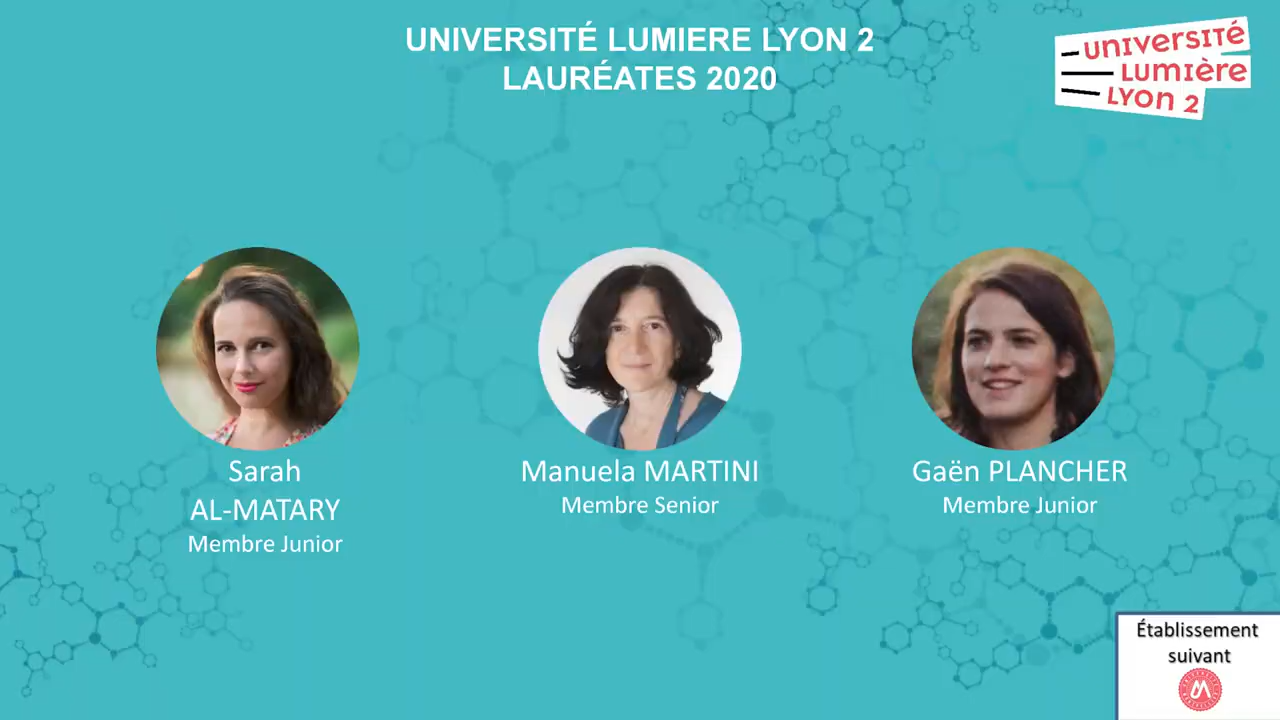 UNIVERSITÉ LUMIERE LYON 2
LAURÉATES 2020
université
Lumière
Lyon 2
Sarah
AL-MATARY
Membre Junior
Manuela MARTINI
Membre Senior
Gaën PLANCHER
Membre Junior
Établissement
suivant